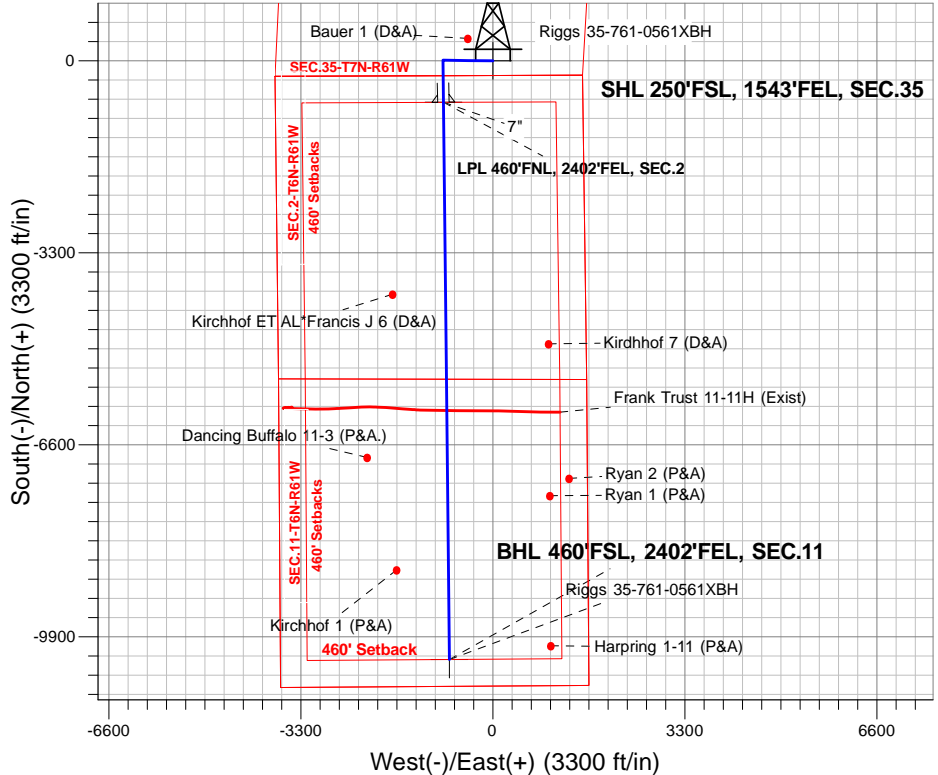 Bauer 1 (D&A)
Riggs 35-761-0561XBH
0
SEC.35-T7N-R61W
SHL 250'FSL, 1543'FEL, SEC.35
7"
LPL 460'FNL, 2402'FEL, SEC.2
SEC.2-T6N-R61W
460' Setbacks
-3300
Kirchhof ET AL*Francis J 6 (D&A)
Kirdhhof 7 (D&A)
Frank Trust 11-11H (Exist)
South(-)/North(+) (3300 ft/in)
-6600
Dancing Buffalo 11-3 (P&A.)
Ryan 2 (P&A)
Ryan 1 (P&A)
SEC.11-T6N-R61W
460' Setbacks
BHL 460'FSL, 2402'FEL, SEC.11
Riggs 35-761-0561XBH
Kirchhof 1 (P&A)
-9900
460' Setback
Harpring 1-11 (P&A)
-6600
-3300
0
3300
6600
West(-)/East(+) (3300 ft/in)